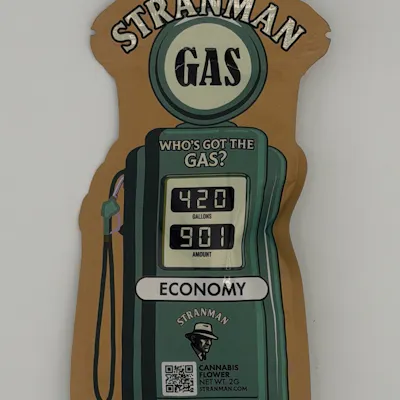 STRANMAN
GAS
WHO'S GOT THE
GAS?
420
GALLONS
901
AMOUNT
ECONOMY
STRANMAN
CANNABIS
FLOWER
NET WT. 2G
STRANMAN.COM